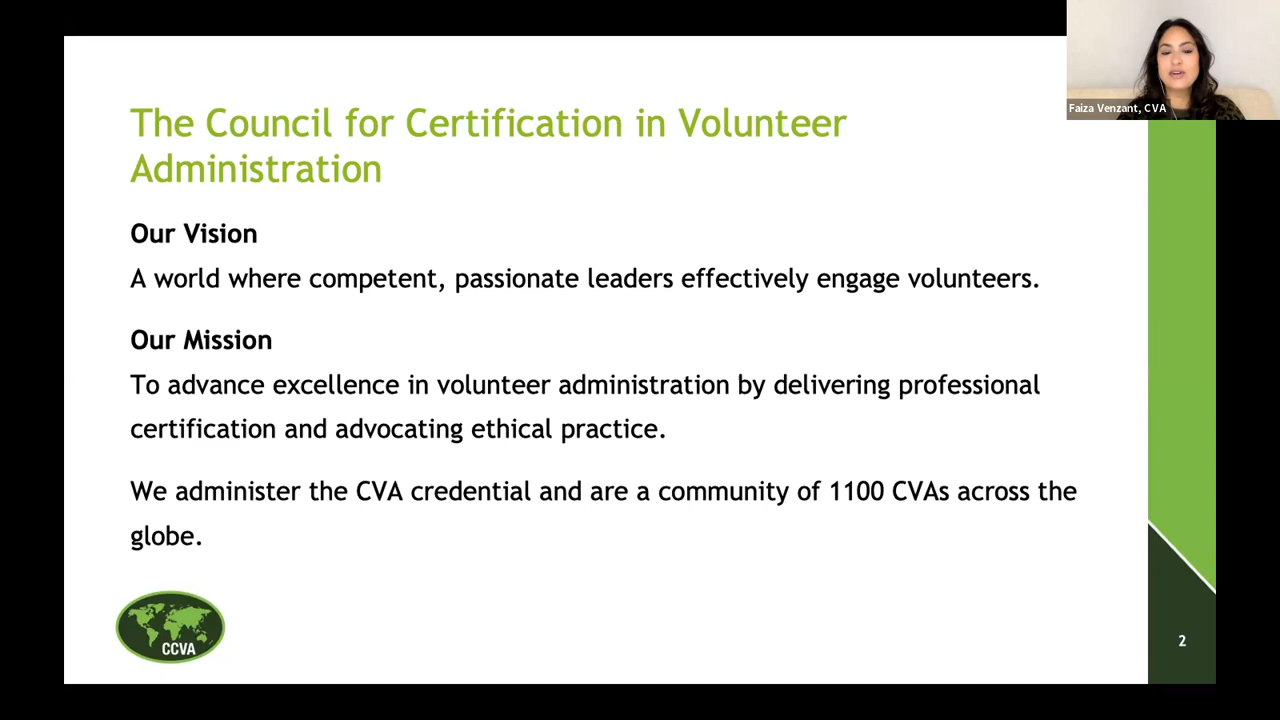 Faiza Venzant, CVA
The Council for Certification in Volunteer
Administration
Our Vision
A world where competent, passionate leaders effectively engage volunteers.
Our Mission
To advance excellence in volunteer administration by delivering professional
certification and advocating ethical practice.
We administer the CVA credential and are a community of 1100 CVAs across the
globe.
CCVA
2